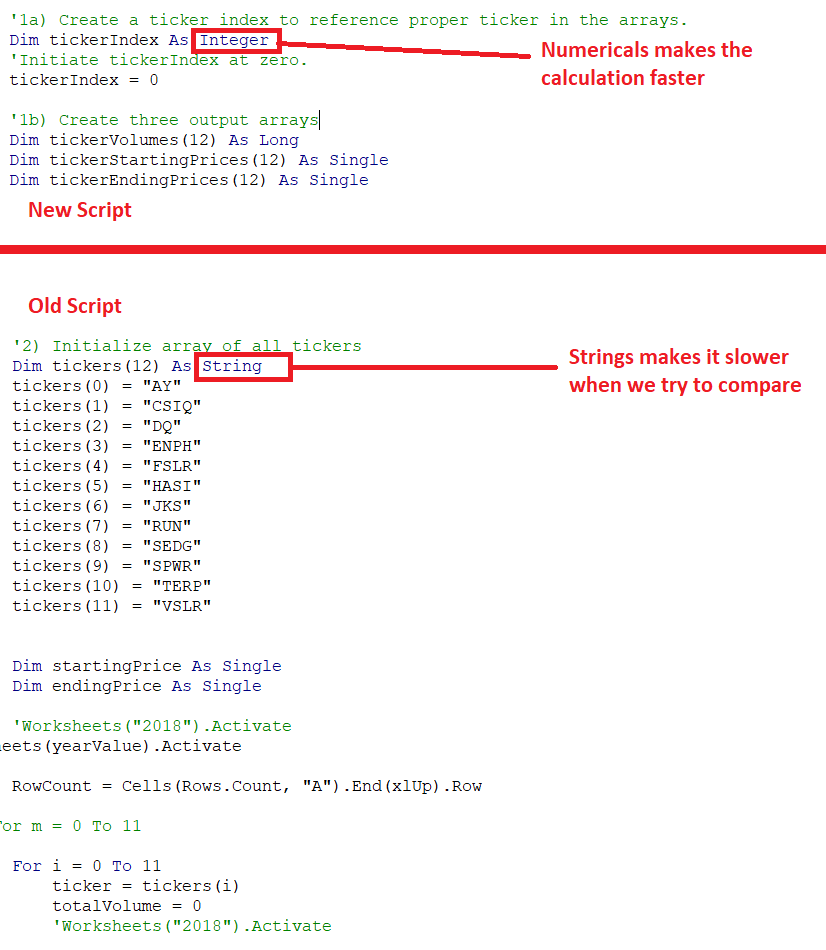 '1a) Create a ticker index to reference proper ticker in the arrays.
Dim tickerIndex As Integer
'Initiate tickerIndex at zero.
tickerIndex = 0
Numericals makes the
calculation faster
'1b) Create three output arrays
Dim tickerVolumes(12) As Long
Dim tickerStartingPrices(12) As Single
Dim tickerEndingPrices(12) As Single
New Script
Old Script
'2) Initialize array of all tickers
Dim tickers(12) As String
Strings makes it slower
when we try to compare
tickers(0) = "AY"
tickers(1) = "CSIQ"
tickers(2) = "DQ"
tickers(3) = "ENPH"
tickers(4) = "FSLR"
tickers(5) = "HASI"
tickers(6) = "JKS"
tickers(7) = "RUN"
tickers(8) = "SEDG"
tickers(9) = "SPWR"
tickers(10) = "TERP"
tickers(11) = "VSLR"
Dim startingPrice As Single
Dim endingPrice As Single
'Worksheets("2018").Activate
eets(yearValue).Activate
RowCount = Cells(Rows.Count, "A").End(xlUp).Row
or m = 0 To 11
For i = 0 To 11
ticker = tickers(i)
totalVolume = 0
'Worksheets("2018").Activate